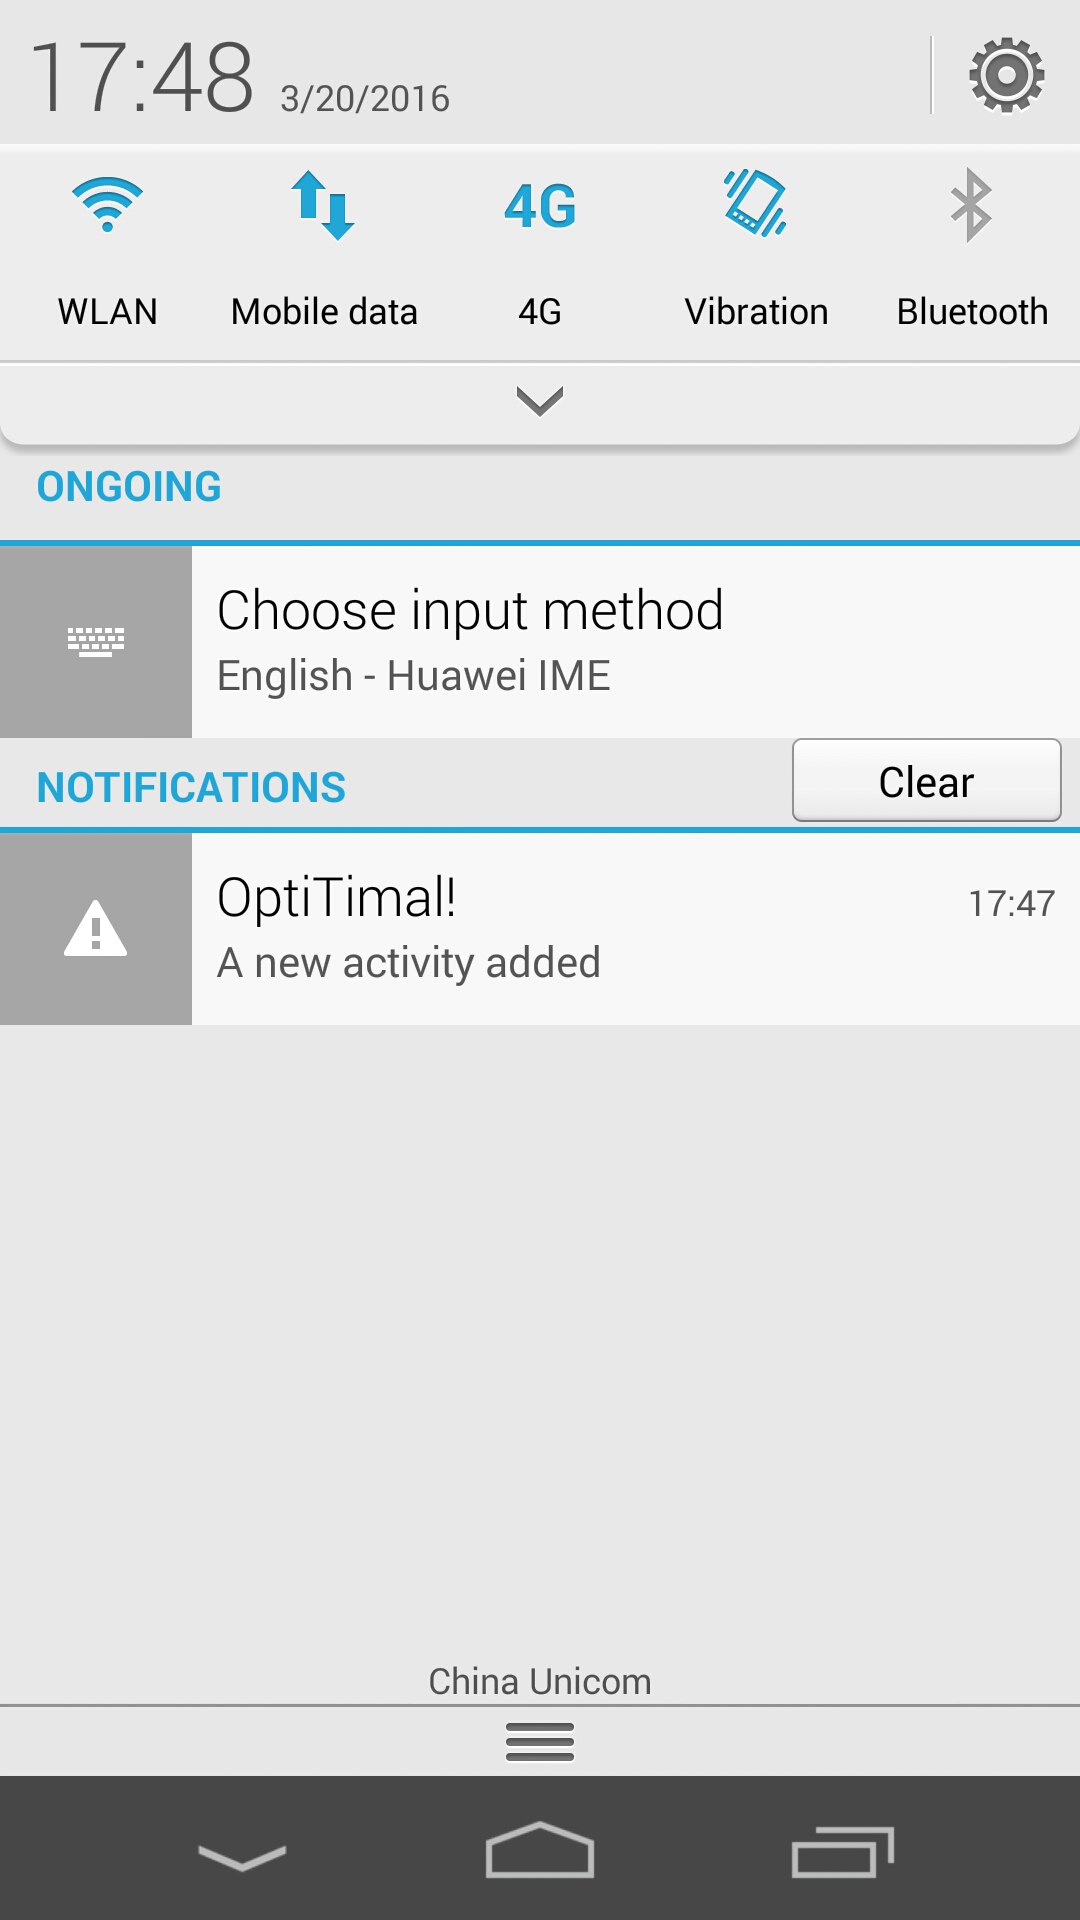 17:48 3/20/2016
4G
WLAN Mobile data 4G Vibration Bluetooth
ONGOING
Choose input method
English - Huawei IME
NOTIFICATIONS Clear
OptiTimal! 17:47
A new activity added
China Unicom